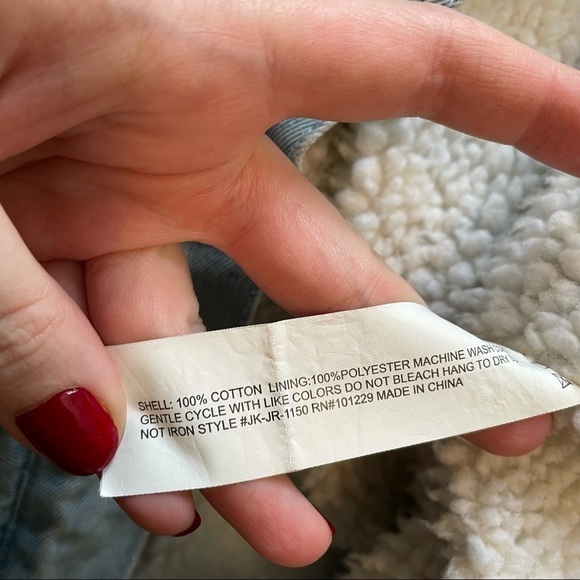 SHELL: 100% COTTON LINING:100%POLYESTER MACHINE WASH
GENTLE CYCLE WITH LIKE COLORS DO NOT BLEACH HANG TO DRY
NOT IRON STYLE #JK-JR-1150 RN#101229 MADE IN CHINA